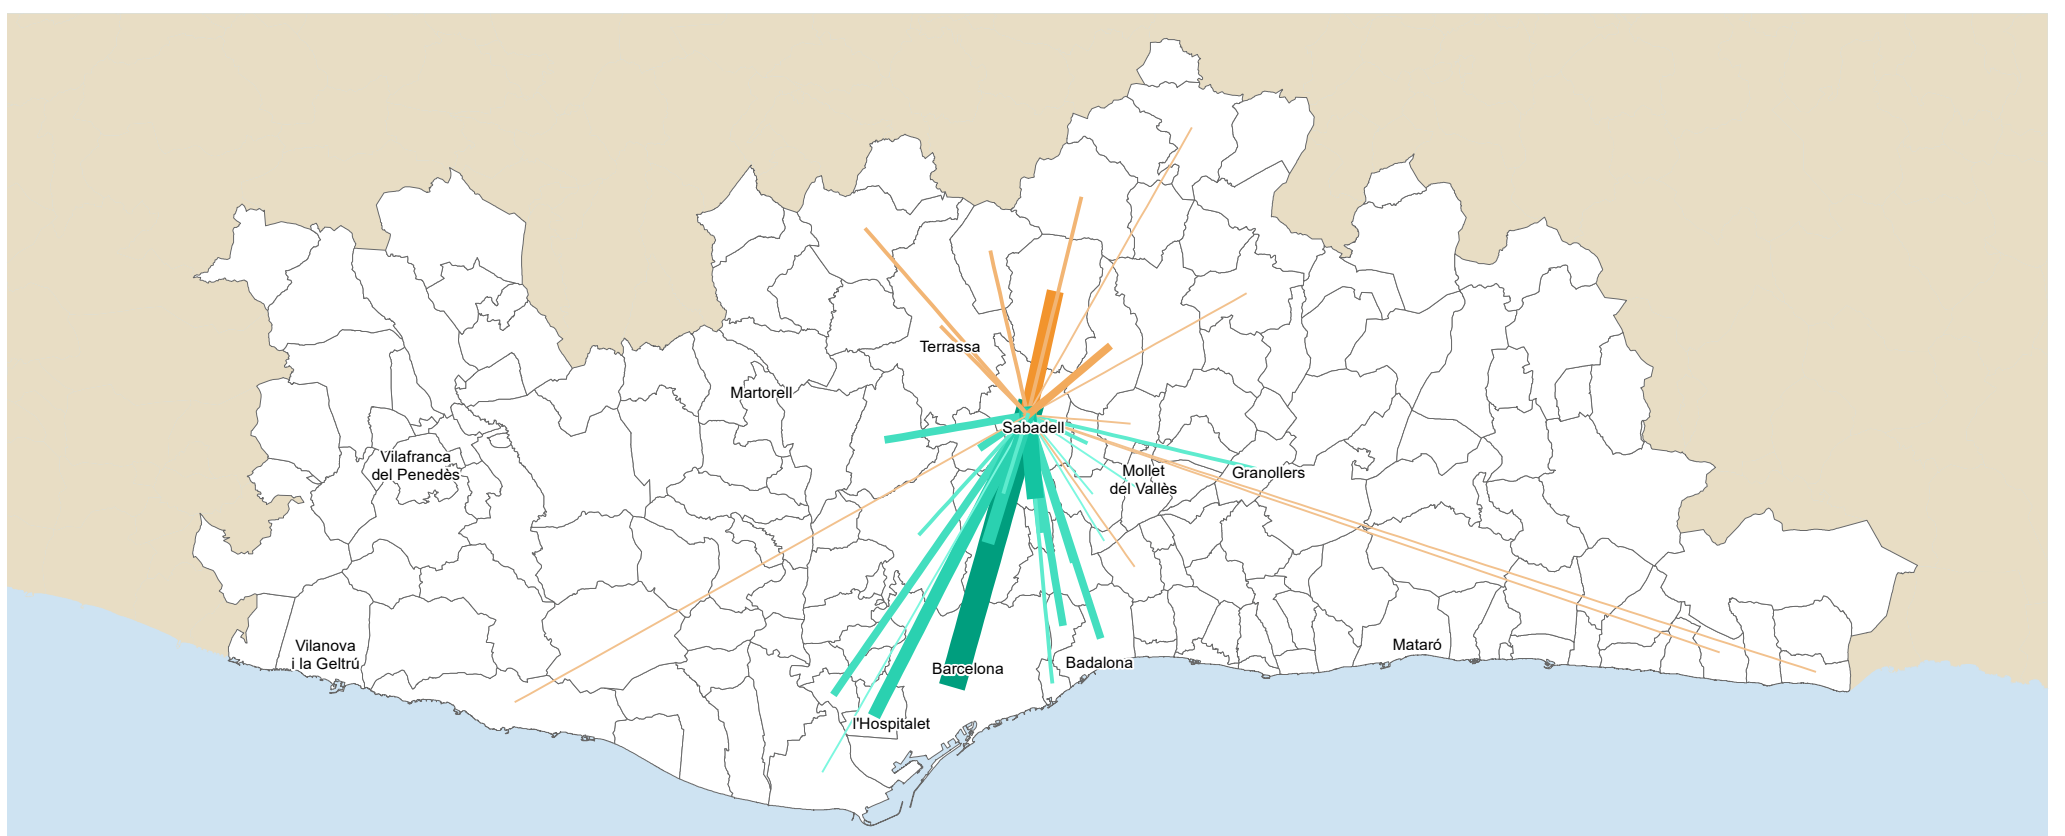 Terrassa
Martorell
Sabadell
Vilafranca
del Penedès
Mollet
del Vallès
Granollers
Vilanova
i la Geltrú
Barcelona
Badalona
Mataró
l'Hospitalet